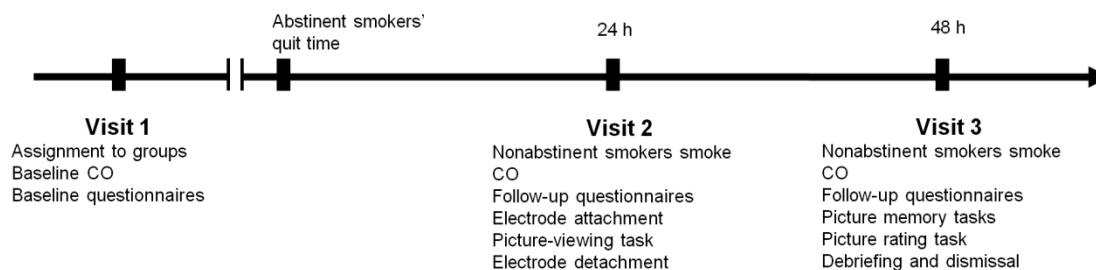 Abstinent smokers'
quit time
24 h
48 h
Visit 1
Assignment to groups
Baseline CO
Baseline questionnaires
Visit 2
Nonabstinent smokers smoke
CO
Follow-up questionnaires
Electrode attachment
Picture-viewing task
Electrode detachment
Visit 3
Nonabstinent smokers smoke
CO
Follow-up questionnaires
Picture memory tasks
Picture rating task
Debriefing and dismissal